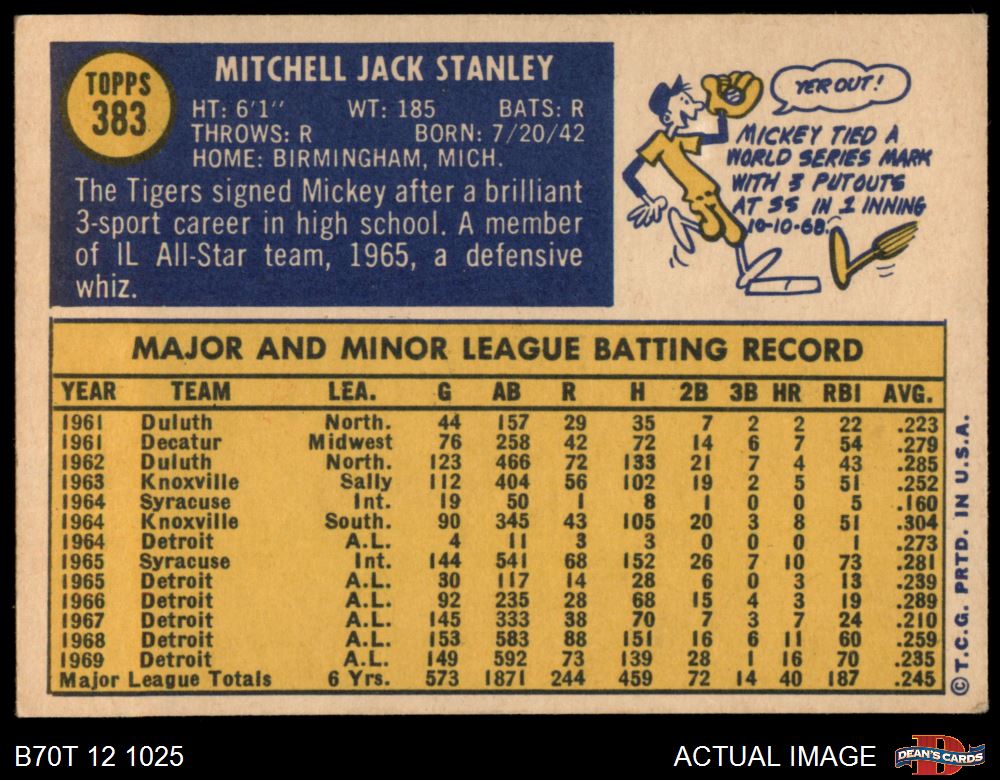 TOPPS
383
MITCHELL JACK STANLEY
HT: 6'1" WT: 185 BATS: R
THROWS: R BORN: 7/20/42
HOME: BIRMINGHAM, MICH.
The Tigers signed Mickey after a brilliant
3-sport career in high school. A member
of IL All-Star team, 1965, a defensive
whiz.
YER OUT!
MICKEY TIED A
WORLD SERIES MARK
WITH 3 PUTOUTS
AT SS IN 1 INNING
10-10-68.
MAJOR AND MINOR LEAGUE BATTING RECORD
YEAR TEAM LEA. G AB R H 2B 3B HR RBI AVG.
1961 Duluth North. 44 157 29 35 7 2 2 22 .223
1961 Decatur Midwest 76 258 42 72 14 6 7 54 .279
1962 Duluth North. 123 466 72 133 21 7 4 43 .285
1963 Knoxville Sally 112 404 56 102 19 2 5 51 .252
1964 Syracuse Int. 19 50 1 8 1 0 0 5 .160
1964 Knoxville South. 90 345 43 105 20 3 8 51 .304
1964 Detroit A.L. 4 11 3 3 0 0 0 1 .273
1965 Syracuse Int. 144 541 68 152 26 7 10 73 .281
1965 Detroit A.L. 30 117 14 28 6 0 3 13 .239
1966 Detroit A.L. 92 235 28 68 15 4 3 19 .289
1967 Detroit A.L. 145 333 38 70 7 3 7 24 .210
1968 Detroit A.L. 153 583 88 151 16 6 11 60 .259
1969 Detroit A.L. 149 592 73 139 28 1 16 70 .235
Major League Totals 6 Yrs. 573 1871 244 459 72 14 40 187 .245
©T.C.G. PRTD. IN U.S.A.
B70T 12 1025
ACTUAL IMAGE
DEAN'S CARDS